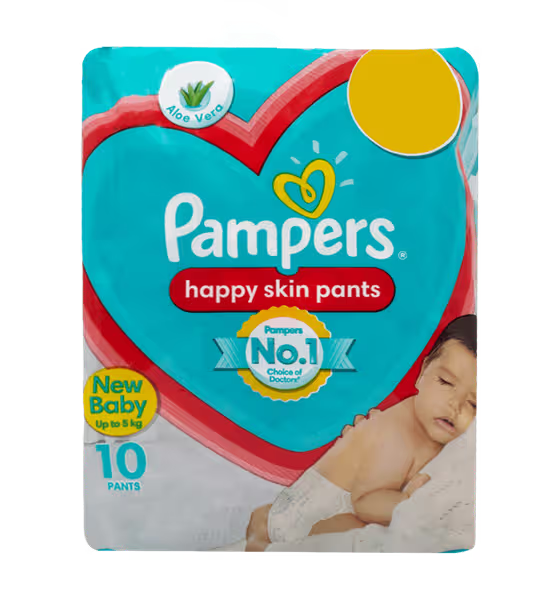 Aloe Vera
Pampers®
happy skin pants
Pampers
No.1
Choice of
Doctors*
New
Baby
Up to 5 kg
10
PANTS